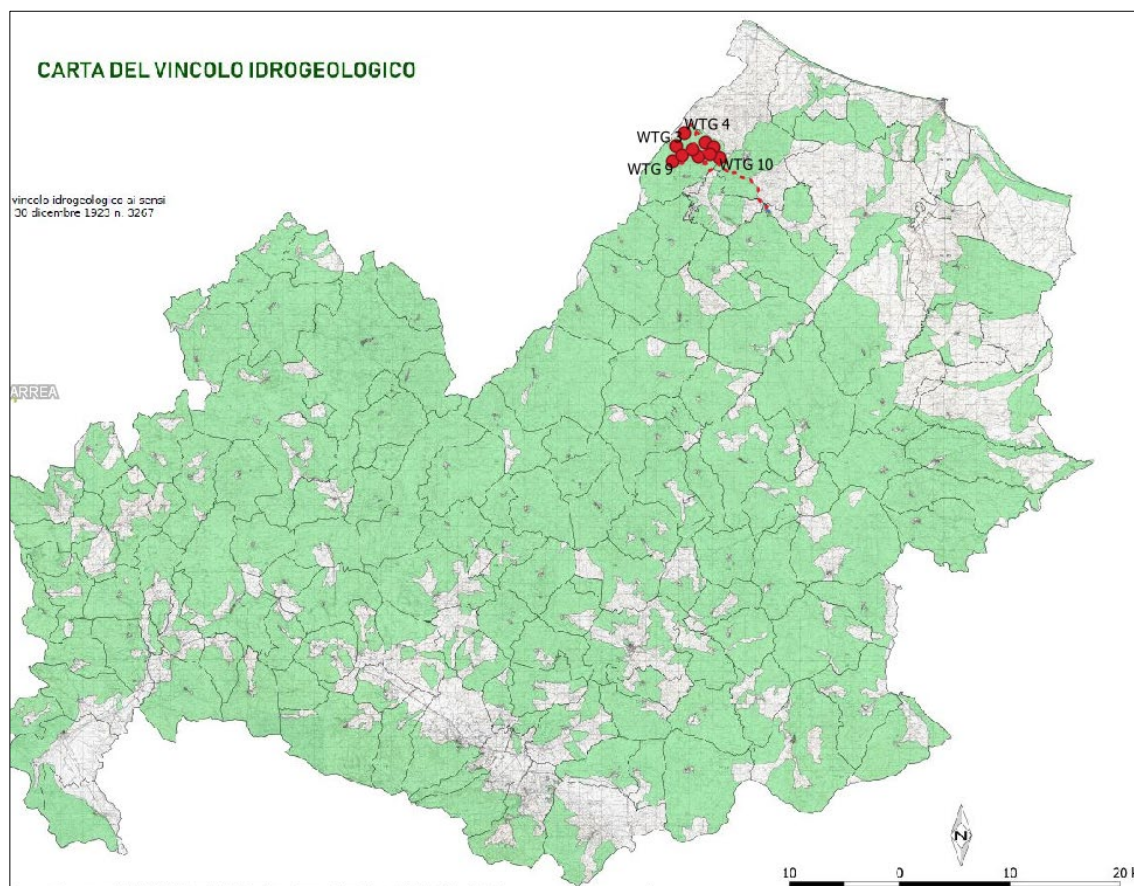 CARTA DEL VINCOLO IDROGEOLOGICO
WTG 4
WTG 3
WTG 10
WTG 9
vincolo idrogeologico ai sensi
30 dicembre 1923 n. 3267
ARREA
N
10 0 10 20 k